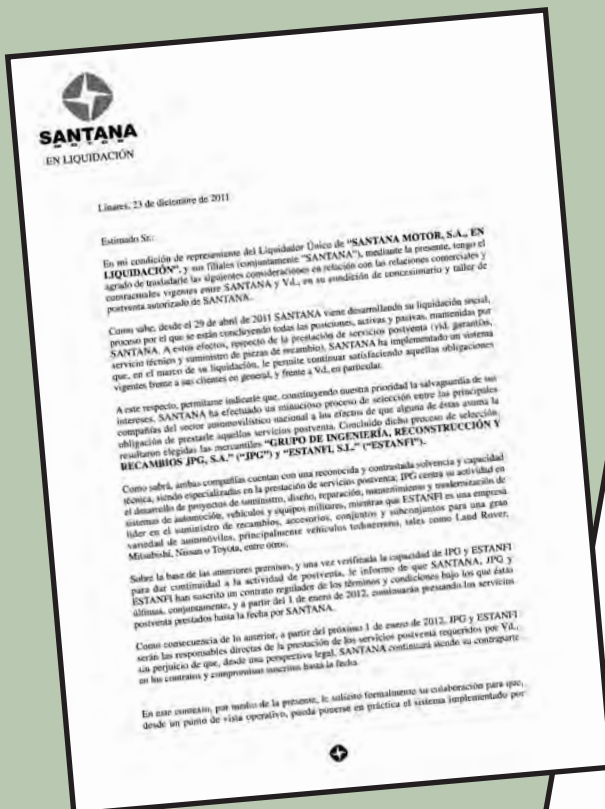 SANTANA
MOTOR
EN LIQUIDACIÓN
Linares, 23 de diciembre de 2011
Estimado Sr.:
En mi condición de representante del Liquidador Único de "SANTANA MOTOR, S.A., EN
LIQUIDACIÓN", y sus filiales (conjuntamente "SANTANA"), mediante la presente, tengo el
agrado de trasladarle las siguientes consideraciones en relación con las relaciones comerciales y
contractuales vigentes entre SANTANA y Vd., en su condición de concesionario y taller de
postventa autorizado de SANTANA.
Como sabe, desde el 29 de abril de 2011 SANTANA viene desarrollando su liquidación social,
proceso por el que se están concluyendo todas las posiciones, activas y pasivas, mantenidas por
SANTANA. A estos efectos, respecto de la prestación de servicios postventa (vid. garantías,
servicio técnico y suministro de piezas de recambio), SANTANA ha implementado un sistema
que, en el marco de su liquidación, le permite continuar satisfaciendo aquellas obligaciones
vigentes frente a sus clientes en general, y frente a Vd. en particular.
A este respecto, permítame indicarle que, constituyendo nuestra prioridad la salvaguardia de sus
intereses, SANTANA ha efectuado un minucioso proceso de selección entre las principales
compañías del sector automovilístico nacional a los efectos de que alguna de éstas asuma la
obligación de prestarle aquellos servicios postventa. Concluido dicho proceso de selección,
resultaron elegidas las mercantiles "GRUPO DE INGENIERÍA, RECONSTRUCCIÓN Y
RECAMBIOS JPG, S.A." ("JPG") y "ESTANFI, S.L." ("ESTANFI").
Como sabrá, ambas compañías cuentan con una reconocida y contrastada solvencia y capacidad
técnica, siendo especializadas en la prestación de servicios postventa; JPG centra su actividad en
el desarrollo de proyectos de suministro, diseño, reparación, mantenimiento y modernización de
sistemas de automoción, vehículos y equipos militares, mientras que ESTANFI es una empresa
líder en el suministro de recambios, accesorios, conjuntos y subconjuntos para una gran
variedad de automóviles, principalmente vehículos todoterreno, tales como Land Rover,
Mitsubishi, Nissan o Toyota, entre otros.
Sobre la base de las anteriores premisas, y una vez verificada la capacidad de JPG y ESTANFI
para dar continuidad a la actividad de postventa, le informo de que SANTANA, JPG y
ESTANFI han suscrito un contrato regulador de los términos y condiciones bajo los que éstas
últimas, conjuntamente, y a partir del 1 de enero de 2012, continuarán prestando los servicios
postventa prestados hasta la fecha por SANTANA.
Como consecuencia de lo anterior, a partir del próximo 1 de enero de 2012, JPG y ESTANFI
serán las responsables directas de la prestación de los servicios postventa requeridos por Vd.,
sin perjuicio de que, desde una perspectiva legal, SANTANA continuará siendo su contraparte
en los contratos y compromisos suscritos hasta la fecha.
En este contexto, por medio de la presente, le solicito formalmente su colaboración para que,
desde un punto de vista operativo, pueda ponerse en práctica el sistema implementado por